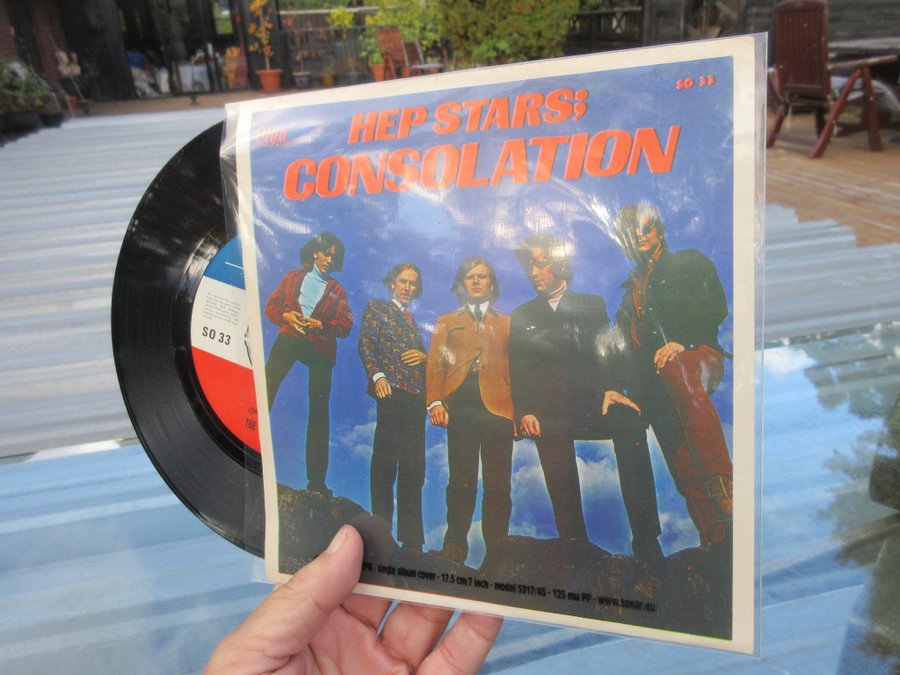 SO 33
HEP STARS;
CONSOLATION
SO 33
THE
single album cover · 17.5 cm/7 inch · model 5317/45 · 125 mu PP · www.tonar.eu